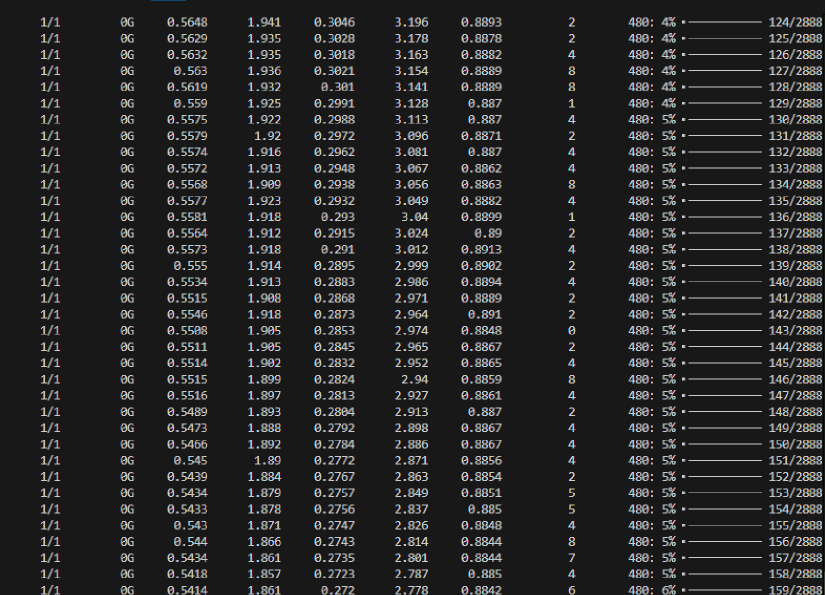 1/1 0G 0.5648 1.941 0.3046 3.196 0.8893 2 480: 4% 124/2888
1/1 0G 0.5629 1.935 0.3028 3.178 0.8878 2 480: 4% 125/2888
1/1 0G 0.5632 1.935 0.3018 3.163 0.8882 4 480: 4% 126/2888
1/1 0G 0.563 1.936 0.3021 3.154 0.8889 8 480: 4% 127/2888
1/1 0G 0.5619 1.932 0.301 3.141 0.8889 8 480: 4% 128/2888
1/1 0G 0.559 1.925 0.2991 3.128 0.887 1 480: 4% 129/2888
1/1 0G 0.5575 1.922 0.2988 3.113 0.887 4 480: 5% 130/2888
1/1 0G 0.5579 1.92 0.2972 3.096 0.8871 2 480: 5% 131/2888
1/1 0G 0.5574 1.916 0.2962 3.081 0.887 4 480: 5% 132/2888
1/1 0G 0.5572 1.913 0.2948 3.067 0.8862 4 480: 5% 133/2888
1/1 0G 0.5568 1.909 0.2938 3.056 0.8863 8 480: 5% 134/2888
1/1 0G 0.5577 1.923 0.2932 3.049 0.8882 4 480: 5% 135/2888
1/1 0G 0.5581 1.918 0.293 3.04 0.8899 1 480: 5% 136/2888
1/1 0G 0.5564 1.912 0.2915 3.024 0.89 2 480: 5% 137/2888
1/1 0G 0.5573 1.918 0.291 3.012 0.8913 4 480: 5% 138/2888
1/1 0G 0.555 1.914 0.2895 2.999 0.8902 2 480: 5% 139/2888
1/1 0G 0.5534 1.913 0.2883 2.986 0.8894 4 480: 5% 140/2888
1/1 0G 0.5515 1.908 0.2868 2.971 0.8889 2 480: 5% 141/2888
1/1 0G 0.5546 1.918 0.2873 2.964 0.891 2 480: 5% 142/2888
1/1 0G 0.5508 1.905 0.2853 2.974 0.8848 0 480: 5% 143/2888
1/1 0G 0.5511 1.905 0.2845 2.965 0.8867 2 480: 5% 144/2888
1/1 0G 0.5514 1.902 0.2832 2.952 0.8865 4 480: 5% 145/2888
1/1 0G 0.5515 1.899 0.2824 2.94 0.8859 8 480: 5% 146/2888
1/1 0G 0.5516 1.897 0.2813 2.927 0.8861 4 480: 5% 147/2888
1/1 0G 0.5489 1.893 0.2804 2.913 0.887 2 480: 5% 148/2888
1/1 0G 0.5473 1.888 0.2792 2.898 0.8867 4 480: 5% 149/2888
1/1 0G 0.5466 1.892 0.2784 2.886 0.8867 4 480: 5% 150/2888
1/1 0G 0.545 1.89 0.2772 2.871 0.8856 4 480: 5% 151/2888
1/1 0G 0.5439 1.884 0.2767 2.863 0.8854 2 480: 5% 152/2888
1/1 0G 0.5434 1.879 0.2757 2.849 0.8851 5 480: 5% 153/2888
1/1 0G 0.5433 1.878 0.2756 2.837 0.885 5 480: 5% 154/2888
1/1 0G 0.543 1.871 0.2747 2.826 0.8848 4 480: 5% 155/2888
1/1 0G 0.544 1.866 0.2743 2.814 0.8844 8 480: 5% 156/2888
1/1 0G 0.5434 1.861 0.2735 2.801 0.8844 7 480: 5% 157/2888
1/1 0G 0.5418 1.857 0.2723 2.787 0.885 4 480: 5% 158/2888
1/1 0G 0.5414 1.861 0.272 2.778 0.8842 6 480: 6% 159/2888